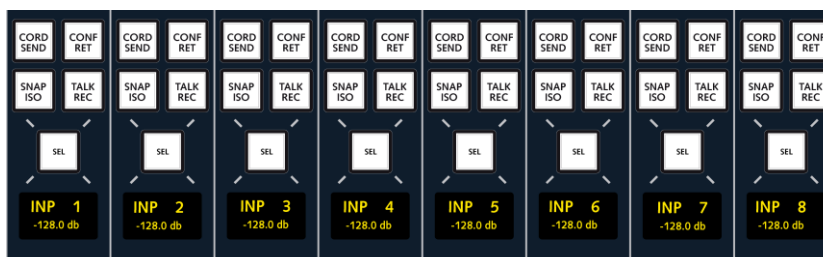 CORD SEND CONF RET CORD SEND CONF RET CORD SEND CONF RET CORD SEND CONF RET CORD SEND CONF RET CORD SEND CONF RET CORD SEND CONF RET CORD SEND CONF RET
SNAP ISO TALK REC SNAP ISO TALK REC SNAP ISO TALK REC SNAP ISO TALK REC SNAP ISO TALK REC SNAP ISO TALK REC SNAP ISO TALK REC SNAP ISO TALK REC
SEL SEL SEL SEL SEL SEL SEL SEL
INP 1 INP 2 INP 3 INP 4 INP 5 INP 6 INP 7 INP 8
-128.0 db -128.0 db -128.0 db -128.0 db -128.0 db -128.0 db -128.0 db -128.0 db